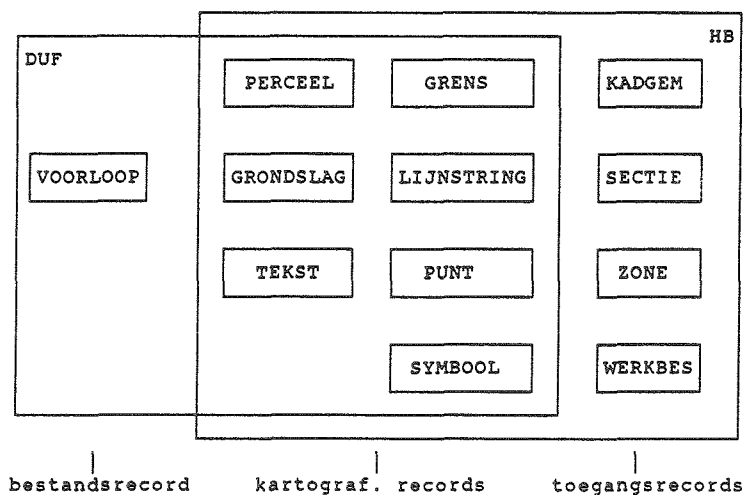 HB
DUF
PERCEEL GRENS KADGEM
VOORLOOP GRONDSLAG LIJNSTRING SECTIE
TEKST PUNT ZONE
SYMBOOL WERKBES
bestandsrecord kartograf. records toegangsrecords